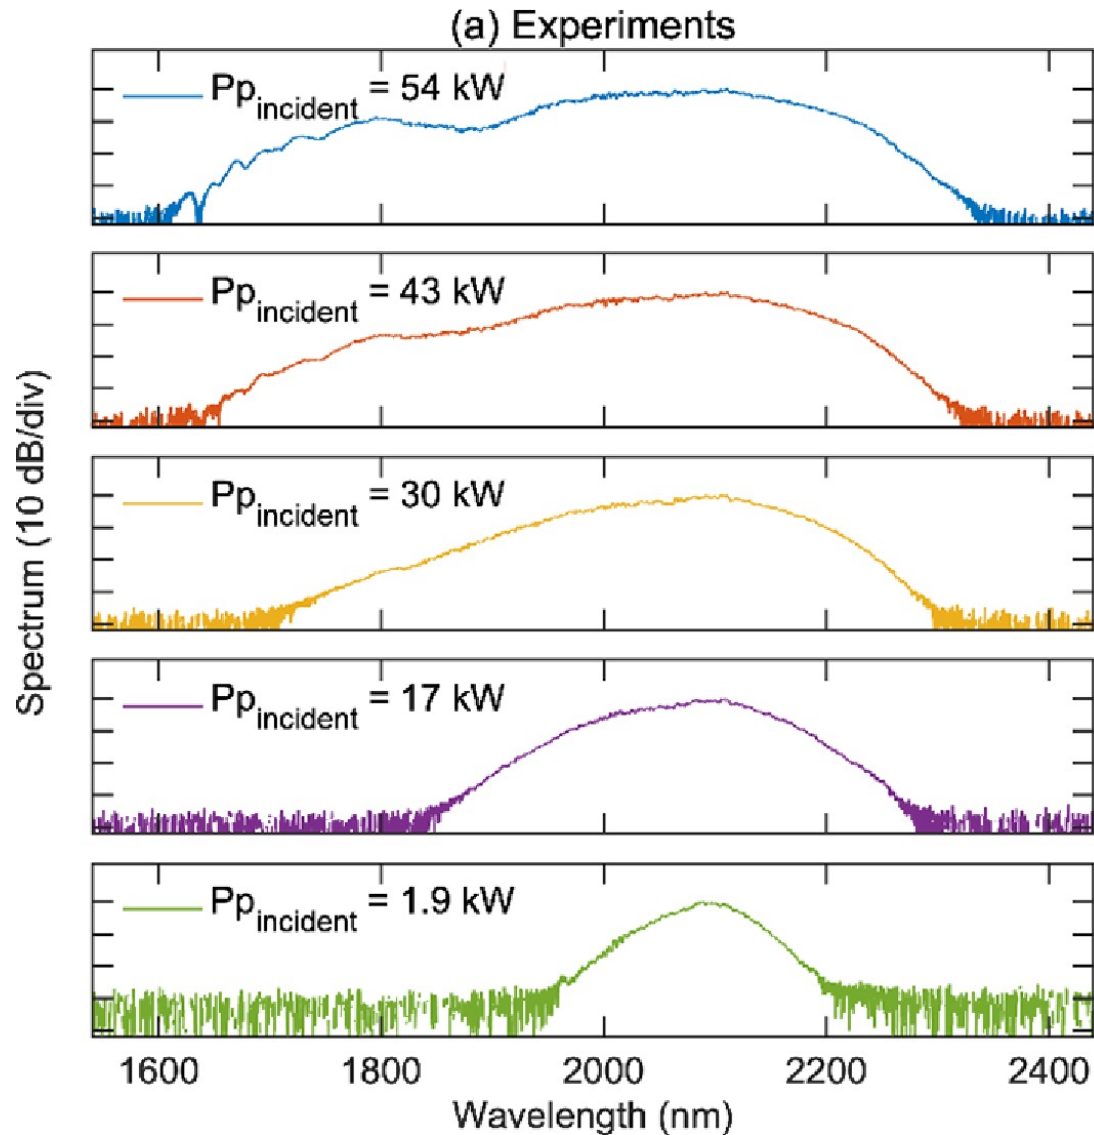 (a) Experiments
Pp_incident = 54 kW
Pp_incident = 43 kW
Pp_incident = 30 kW
Pp_incident = 17 kW
Pp_incident = 1.9 kW
Spectrum (10 dB/div)
1600 1800 2000 2200 2400
Wavelength (nm)